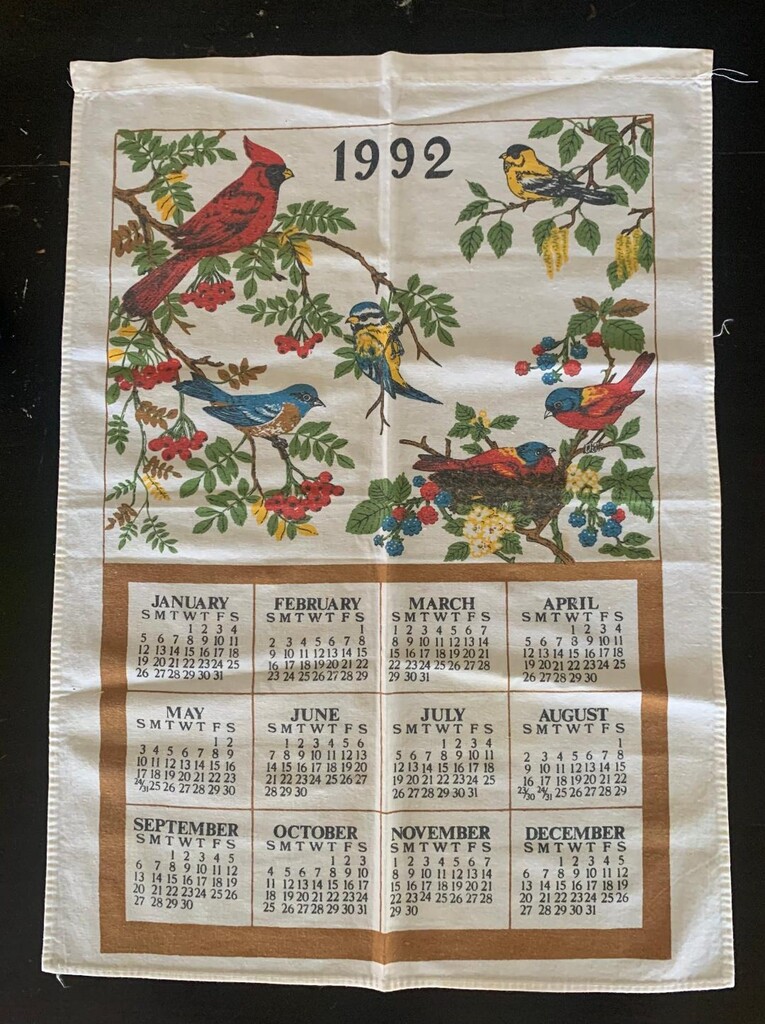 1992
JANUARY FEBRUARY MARCH APRIL
S M T W T F S S M T W T F S S M T W T F S S M T W T F S
1 2 3 4 1 1 2 3 4 5 6 7 1 2 3 4
5 6 7 8 9 10 11 2 3 4 5 6 7 8 8 9 10 11 12 13 14 5 6 7 8 9 10 11
12 13 14 15 16 17 18 9 10 11 12 13 14 15 15 16 17 18 19 20 21 12 13 14 15 16 17 18
19 20 21 22 23 24 25 16 17 18 19 20 21 22 22 23 24 25 26 27 28 19 20 21 22 23 24 25
26 27 28 29 30 31 23 24 25 26 27 28 29 29 30 31 26 27 28 29 30
MAY JUNE JULY AUGUST
S M T W T F S S M T W T F S S M T W T F S S M T W T F S
1 2 1 2 3 4 5 6 1 2 3 4 1
3 4 5 6 7 8 9 7 8 9 10 11 12 13 5 6 7 8 9 10 11 2 3 4 5 6 7 8
10 11 12 13 14 15 16 14 15 16 17 18 19 20 12 13 14 15 16 17 18 9 10 11 12 13 14 15
17 18 19 20 21 22 23 21 22 23 24 25 26 27 19 20 21 22 23 24 25 16 17 18 19 20 21 22
24/31 25 26 27 28 29 30 28 29 30 26 27 28 29 30 31 23/30 24/31 25 26 27 28 29
SEPTEMBER OCTOBER NOVEMBER DECEMBER
S M T W T F S S M T W T F S S M T W T F S S M T W T F S
1 2 3 4 5 1 2 3 1 2 3 4 5 6 7 1 2 3 4 5
6 7 8 9 10 11 12 4 5 6 7 8 9 10 8 9 10 11 12 13 14 6 7 8 9 10 11 12
13 14 15 16 17 18 19 11 12 13 14 15 16 17 15 16 17 18 19 20 21 13 14 15 16 17 18 19
20 21 22 23 24 25 26 18 19 20 21 22 23 24 22 23 24 25 26 27 28 20 21 22 23 24 25 26
27 28 29 30 25 26 27 28 29 30 31 29 30 27 28 29 30 31